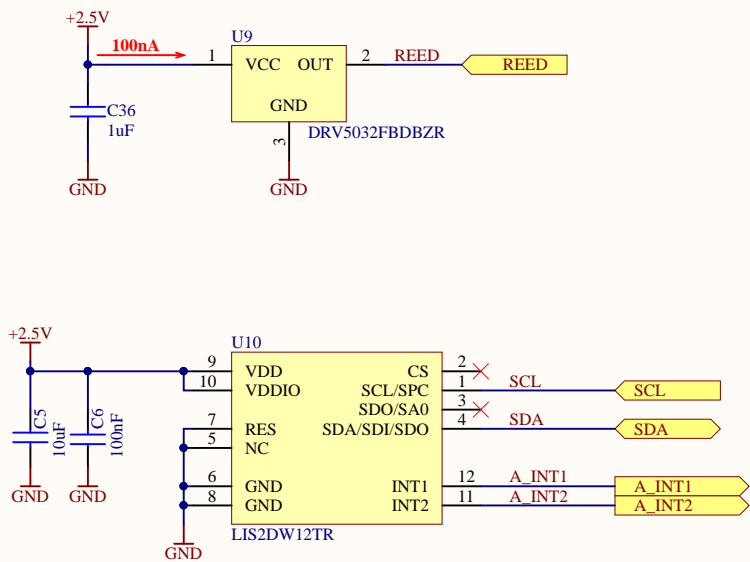 +2.5V
100nA
U9
1
VCC
OUT
2
REED
REED
C36
1uF
GND
3
DRV5032FBDBZR
GND
GND
+2.5V
U10
9
VDD
CS
2
10
VDDIO
SCL/SPC
1
SCL
SCL
SDO/SA0
3
7
RES
SDA/SDI/SDO
4
SDA
SDA
5
NC
C5
10uF
C6
100nF
6
GND
INT1
12
A_INT1
A_INT1
8
GND
INT2
11
A_INT2
A_INT2
GND
GND
LIS2DW12TR
GND